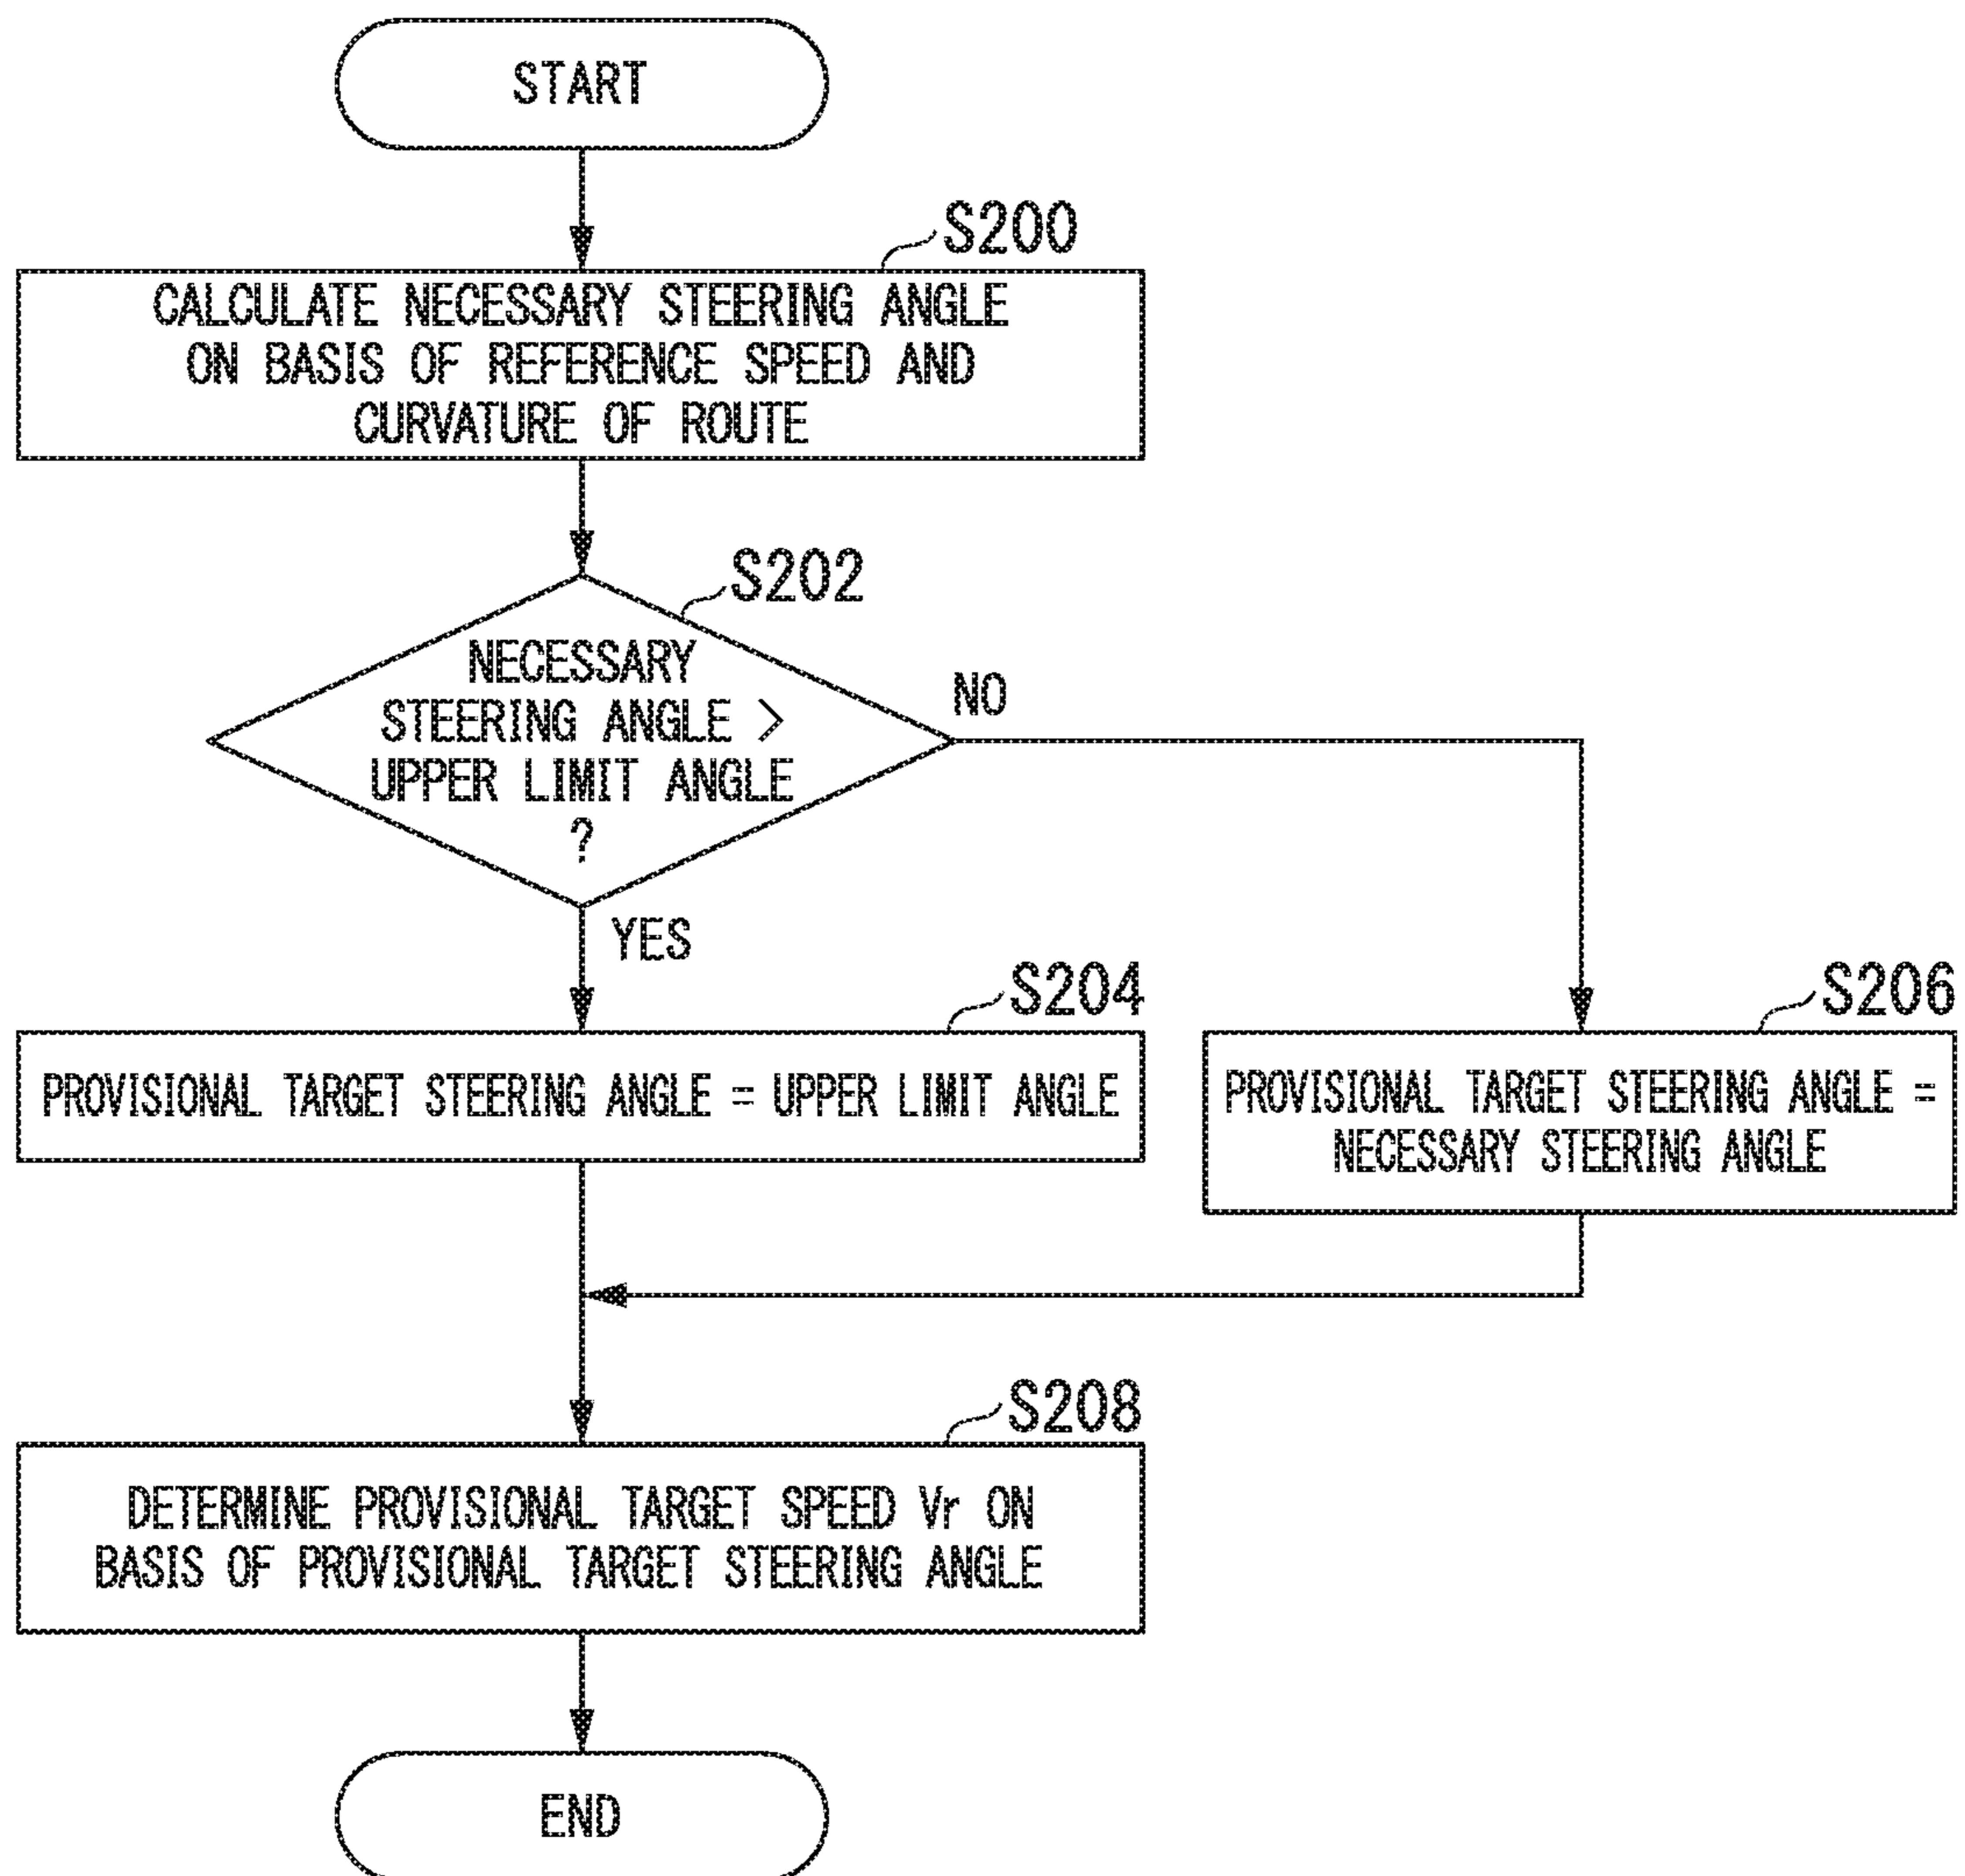 START
S200
CALCULATE NECESSARY STEERING ANGLE
ON BASIS OF REFERENCE SPEED AND
CURVATURE OF ROUTE
S202
NECESSARY
STEERING ANGLE >
UPPER LIMIT ANGLE
?
NO
YES
S204
PROVISIONAL TARGET STEERING ANGLE = UPPER LIMIT ANGLE
S206
PROVISIONAL TARGET STEERING ANGLE =
NECESSARY STEERING ANGLE
S208
DETERMINE PROVISIONAL TARGET SPEED Vr ON
BASIS OF PROVISIONAL TARGET STEERING ANGLE
END